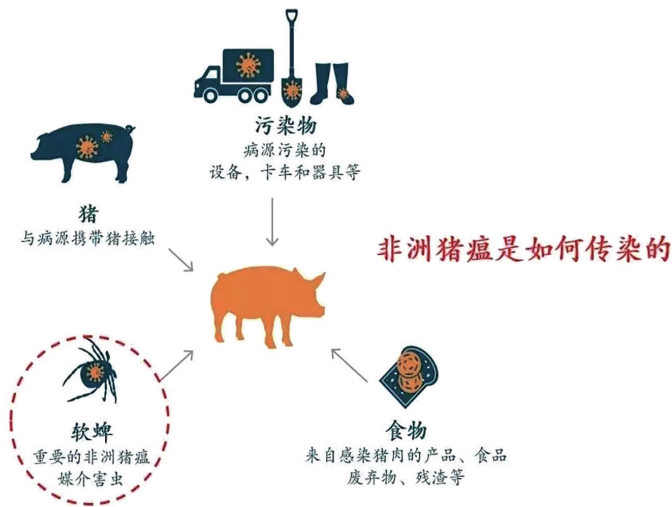 污染物
病源污染的
设备，卡车和器具等
猪
与病源携带猪接触
非洲猪瘟是如何传染的
软蜱
重要的非洲猪瘟
媒介害虫
食物
来自感染猪肉的产品、食品
废弃物、残渣等